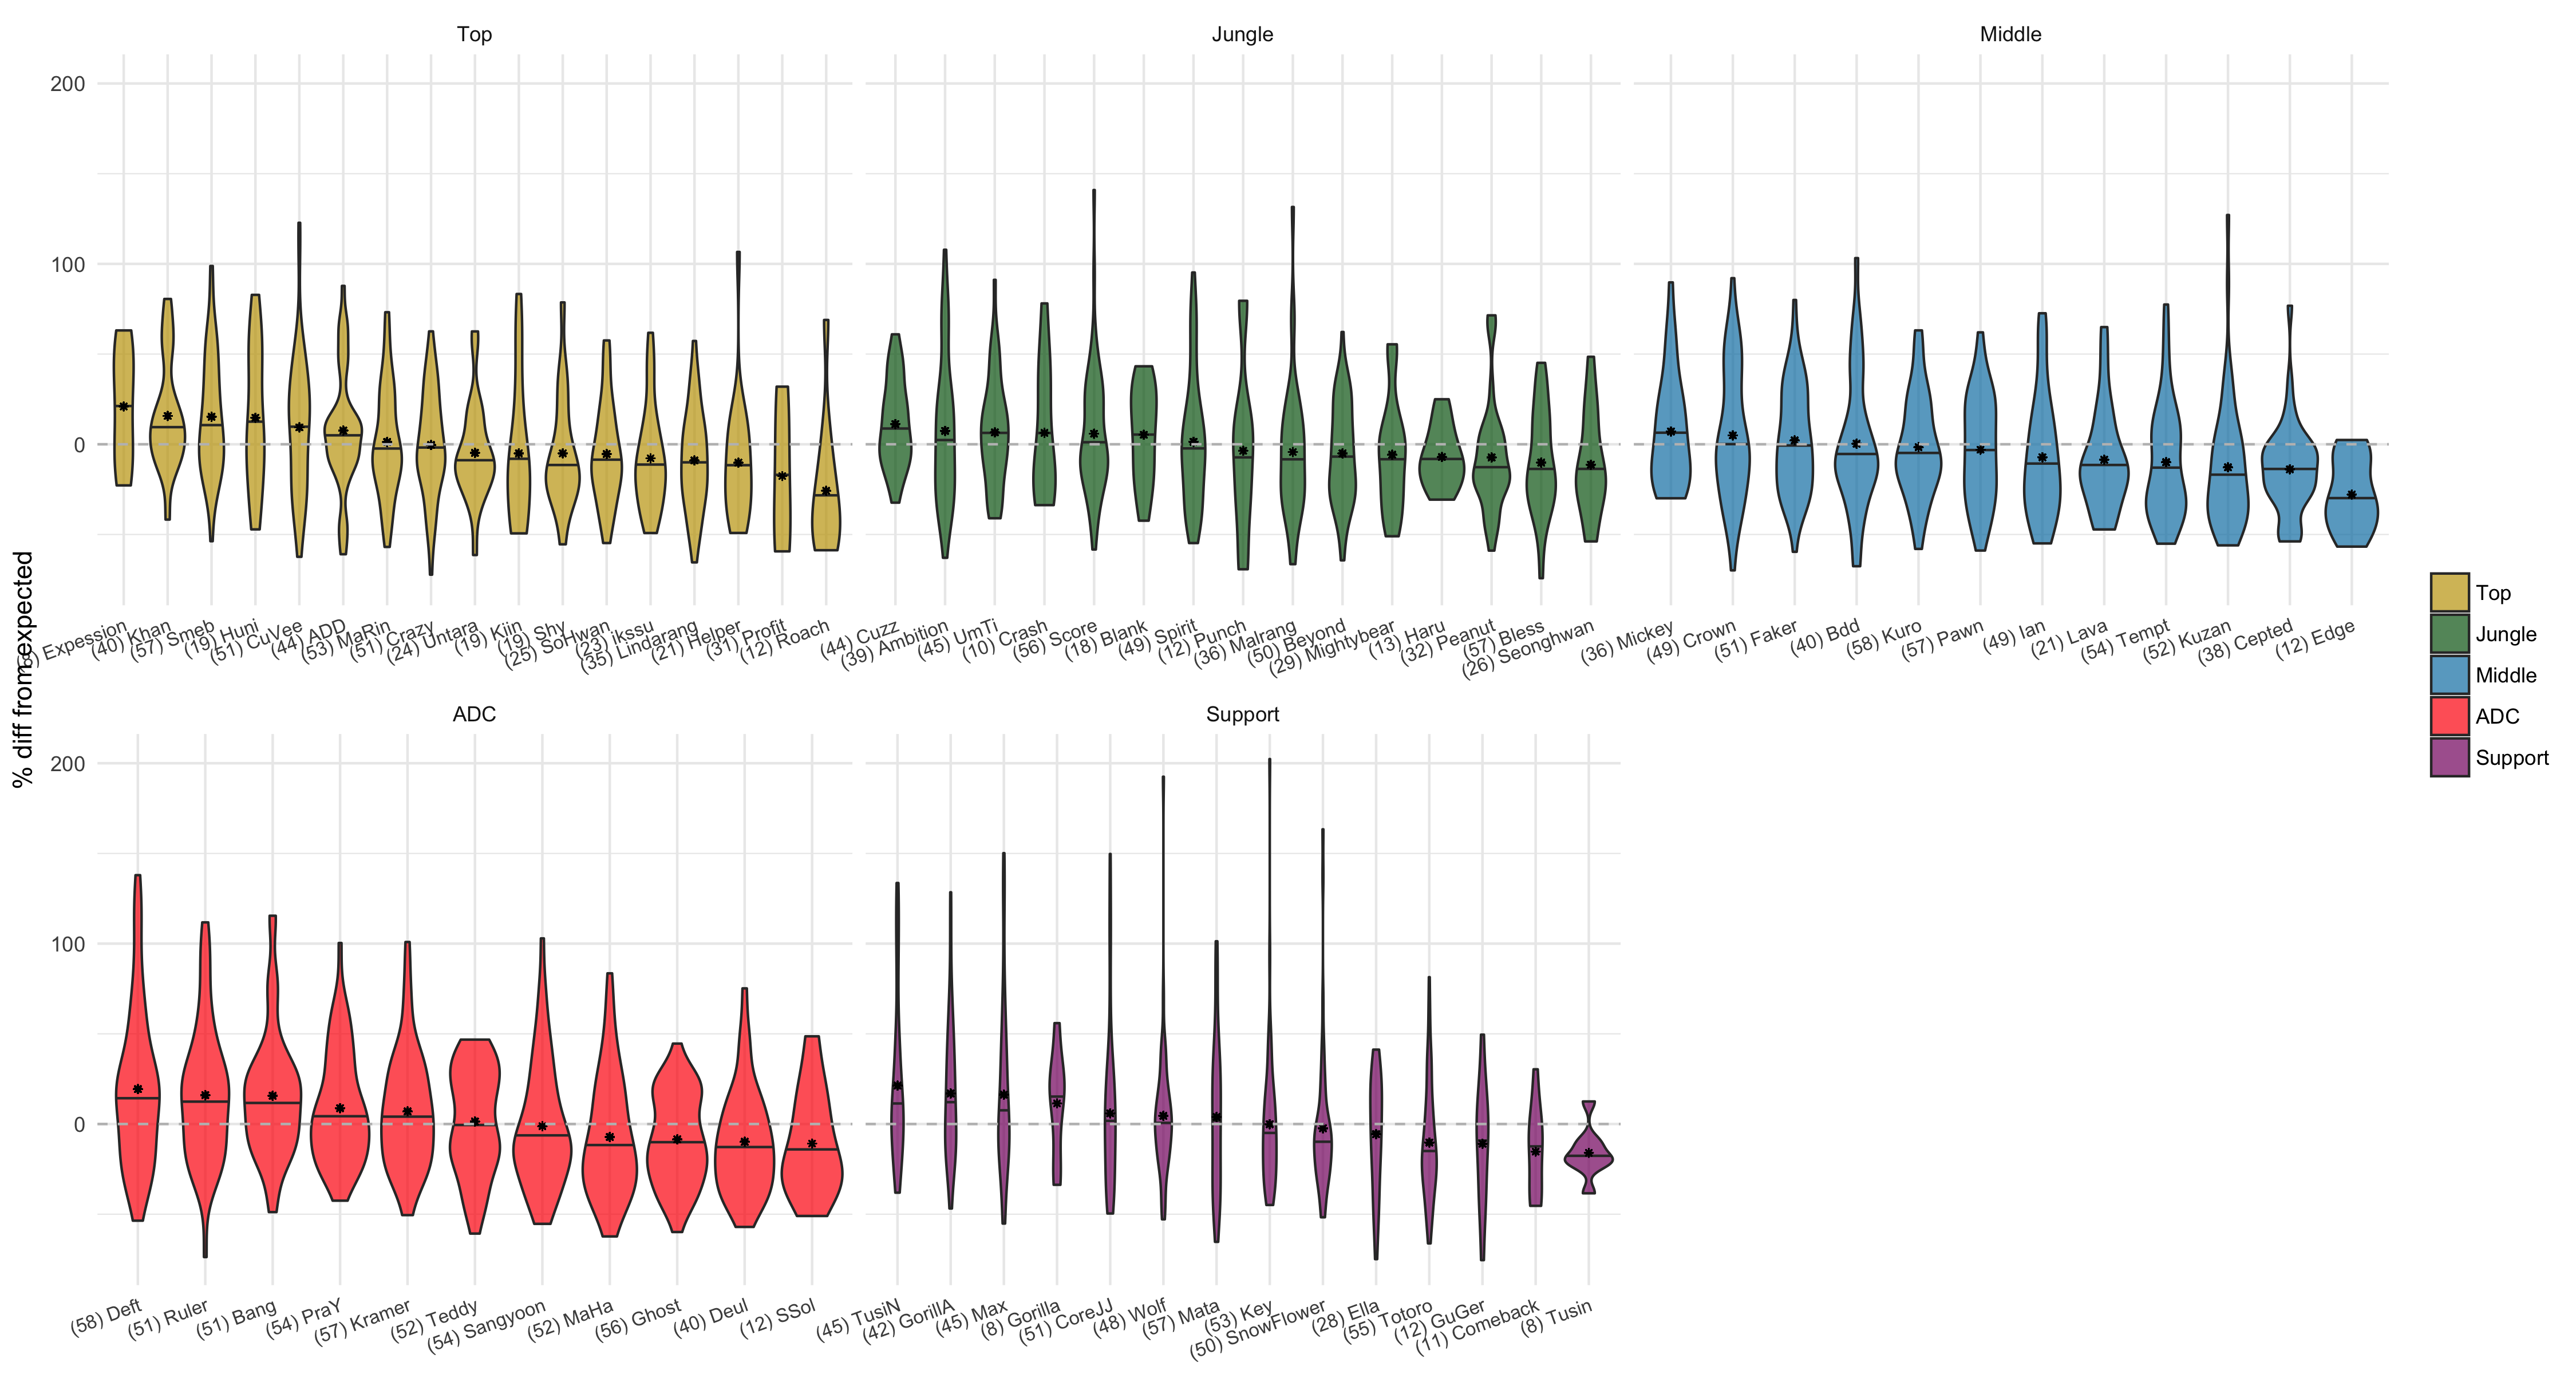 Top
Jungle
Middle
200
100
0
% diff from expected
Expession
(40) Khan
(57) Smeb
(19) Huni
(51) CuVee
(44) ADD
(53) MaRin
(51) Crazy
(24) Untara
(19) Kiin
(19) Shy
(25) SoHwan
(23) ikssu
(35) Lindarang
(21) Helper
(31) Profit
(12) Roach
(44) Cuzz
(39) Ambition
(45) UmTi
(10) Crash
(56) Score
(18) Blank
(49) Spirit
(12) Punch
(36) Malrang
(50) Beyond
(29) Mightybear
(13) Haru
(32) Peanut
(57) Bless
(26) Seonghwan
(36) Mickey
(49) Crown
(51) Faker
(40) Bdd
(58) Kuro
(57) Pawn
(49) Ian
(21) Lava
(54) Tempt
(52) Kuzan
(38) Cepted
(12) Edge
Top
Jungle
Middle
ADC
Support
ADC
Support
200
100
0
(58) Deft
(51) Ruler
(51) Bang
(54) PraY
(57) Kramer
(52) Teddy
(54) Sangyoon
(52) MaHa
(56) Ghost
(40) Deul
(12) SSol
(45) TusiN
(42) GorillA
(45) Max
(8) Gorilla
(51) CoreJJ
(48) Wolf
(57) Mata
(53) Key
(50) SnowFlower
(28) Ella
(55) Totoro
(12) GuGer
(11) Comeback
(8) Tusin